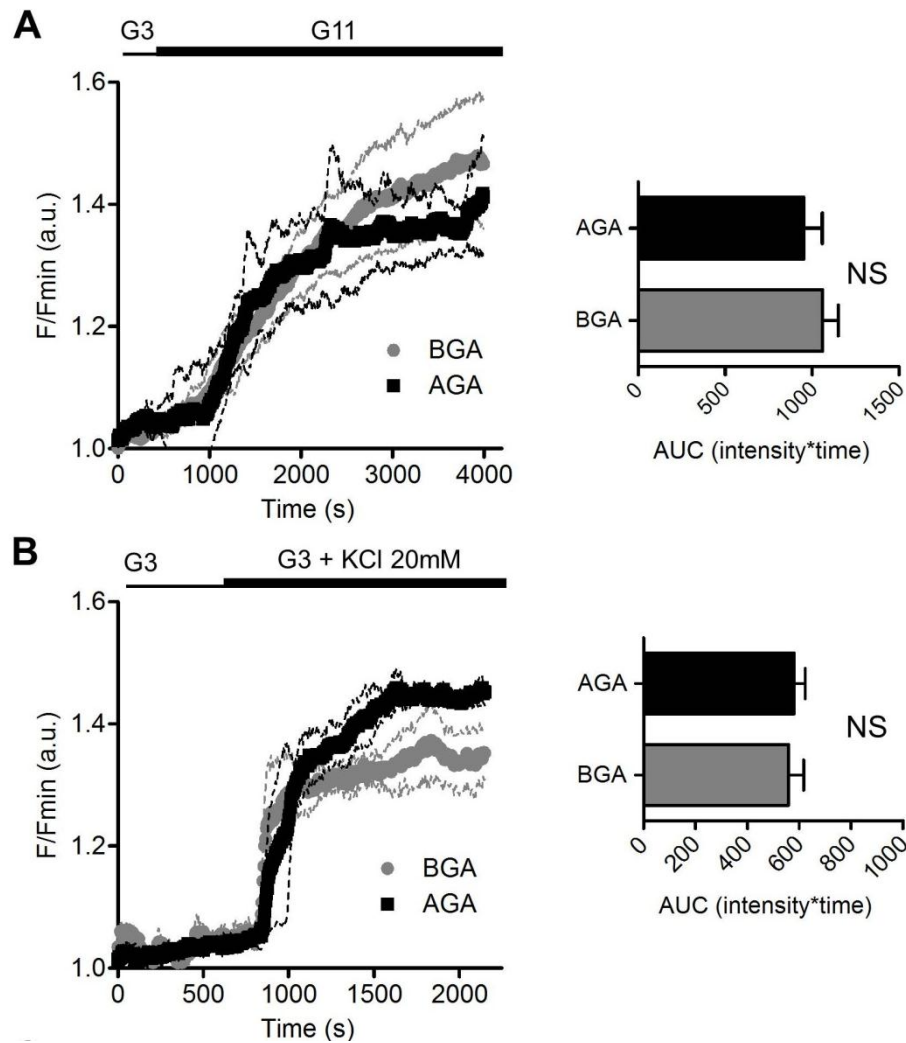 A
G3
G11
F/Fmin (a.u.)
1.6
1.4
1.2
1.0
BGA
AGA
0 1000 2000 3000 4000
Time (s)
AGA
BGA
NS
0 500 1000 1500
AUC (intensity*time)
B
G3
G3 + KCl 20mM
F/Fmin (a.u.)
1.6
1.4
1.2
1.0
BGA
AGA
0 500 1000 1500 2000
Time (s)
AGA
BGA
NS
0 200 400 600 800 1000
AUC (intensity*time)